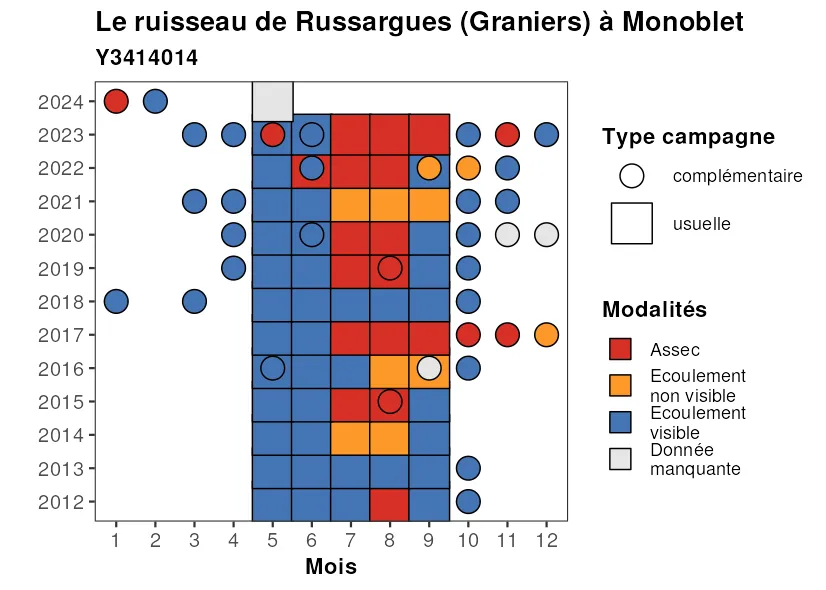 Le ruisseau de Russargues (Graniers) à Monoblet
Y3414014
2024
2023
2022
2021
2020
2019
2018
2017
2016
2015
2014
2013
2012
1 2 3 4 5 6 7 8 9 10 11 12
Mois
Type campagne
complémentaire
usuelle
Modalités
Assec
Ecoulement
non visible
Ecoulement
visible
Donnée
manquante